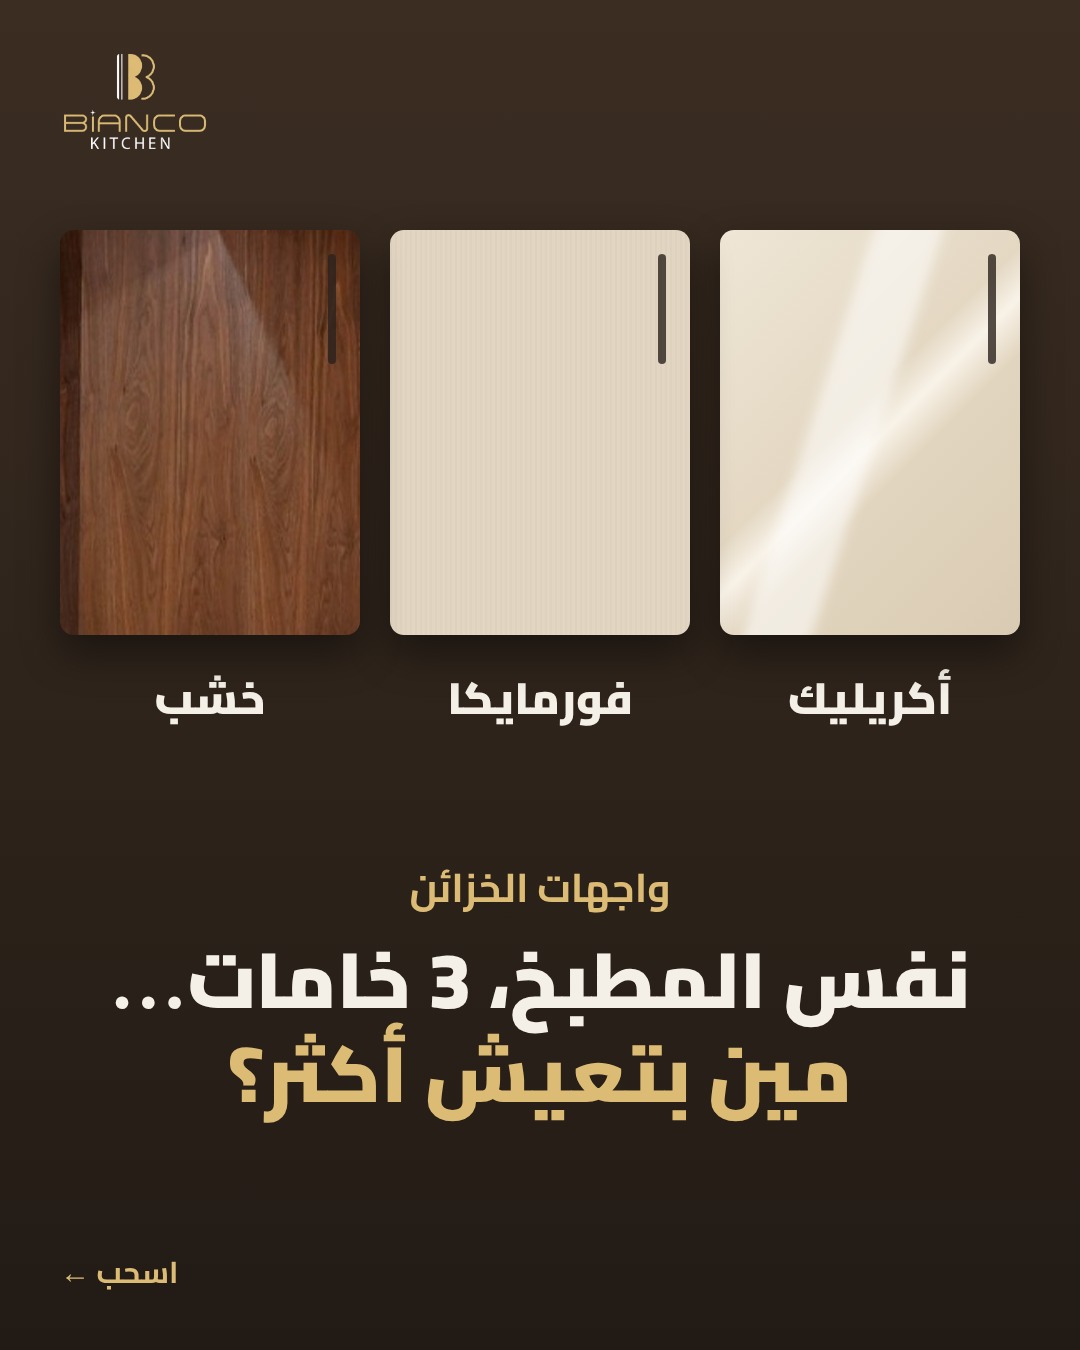 BiANCO
KITCHEN
أكريليك
فورمايكا
خشب
واجهات الخزائن
نفس المطبخ، 3 خامات...
مين بتعيش أكثر؟
اسحب ←